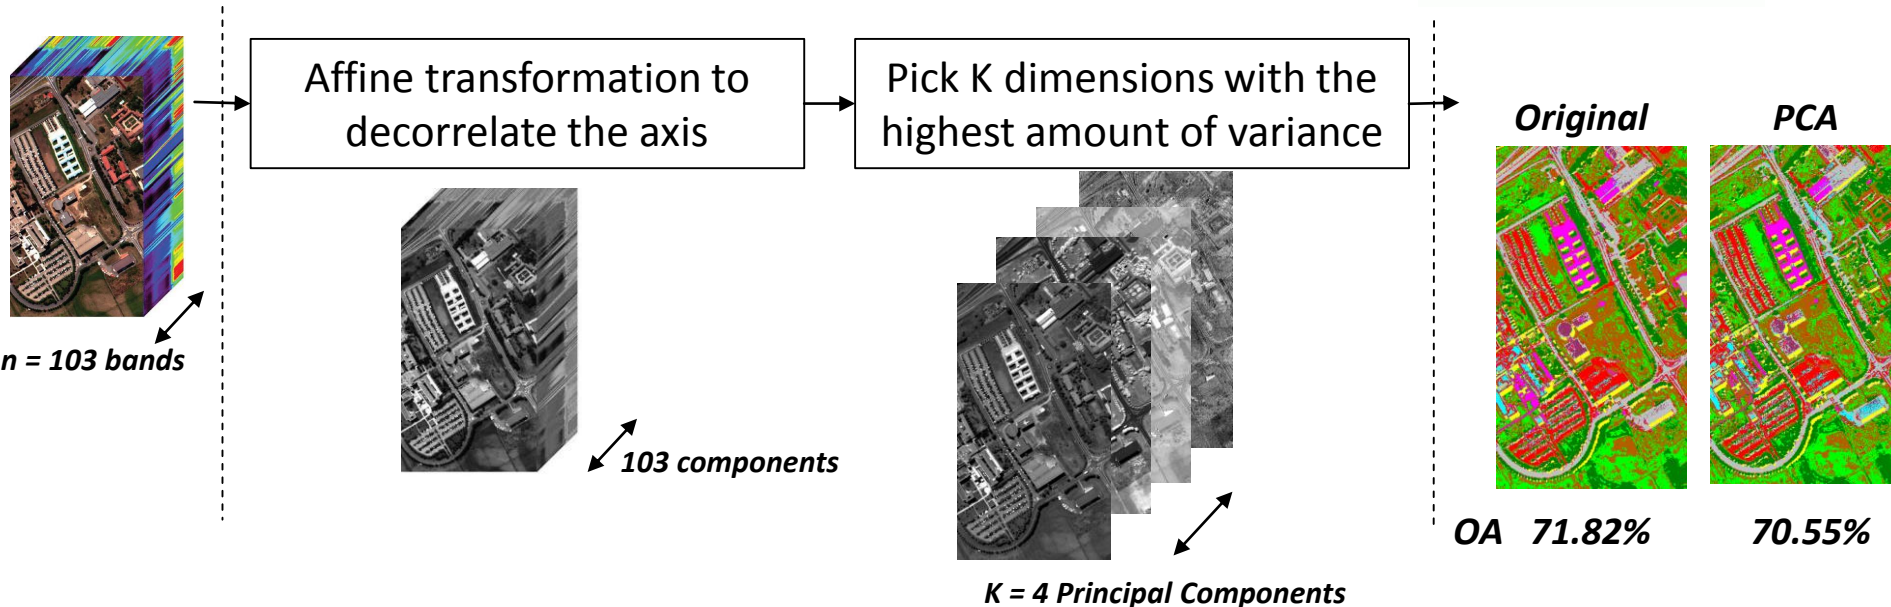 Affine transformation to
decorrelate the axis
Pick K dimensions with the
highest amount of variance
Original PCA
n = 103 bands
103 components
K = 4 Principal Components
OA 71.82% 70.55%